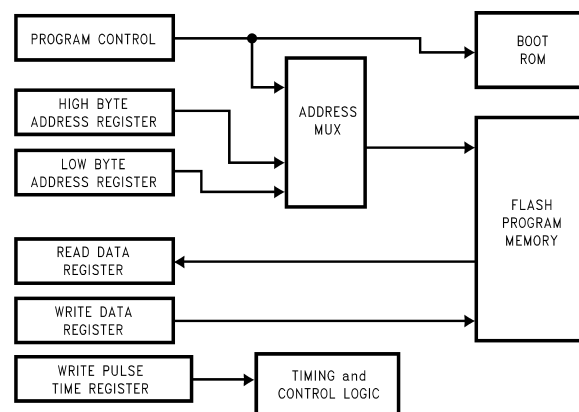 PROGRAM CONTROL
BOOT
ROM
HIGH BYTE
ADDRESS REGISTER
ADDRESS
MUX
LOW BYTE
ADDRESS REGISTER
FLASH
PROGRAM
MEMORY
READ DATA
REGISTER
WRITE DATA
REGISTER
WRITE PULSE
TIME REGISTER
TIMING and
CONTROL LOGIC